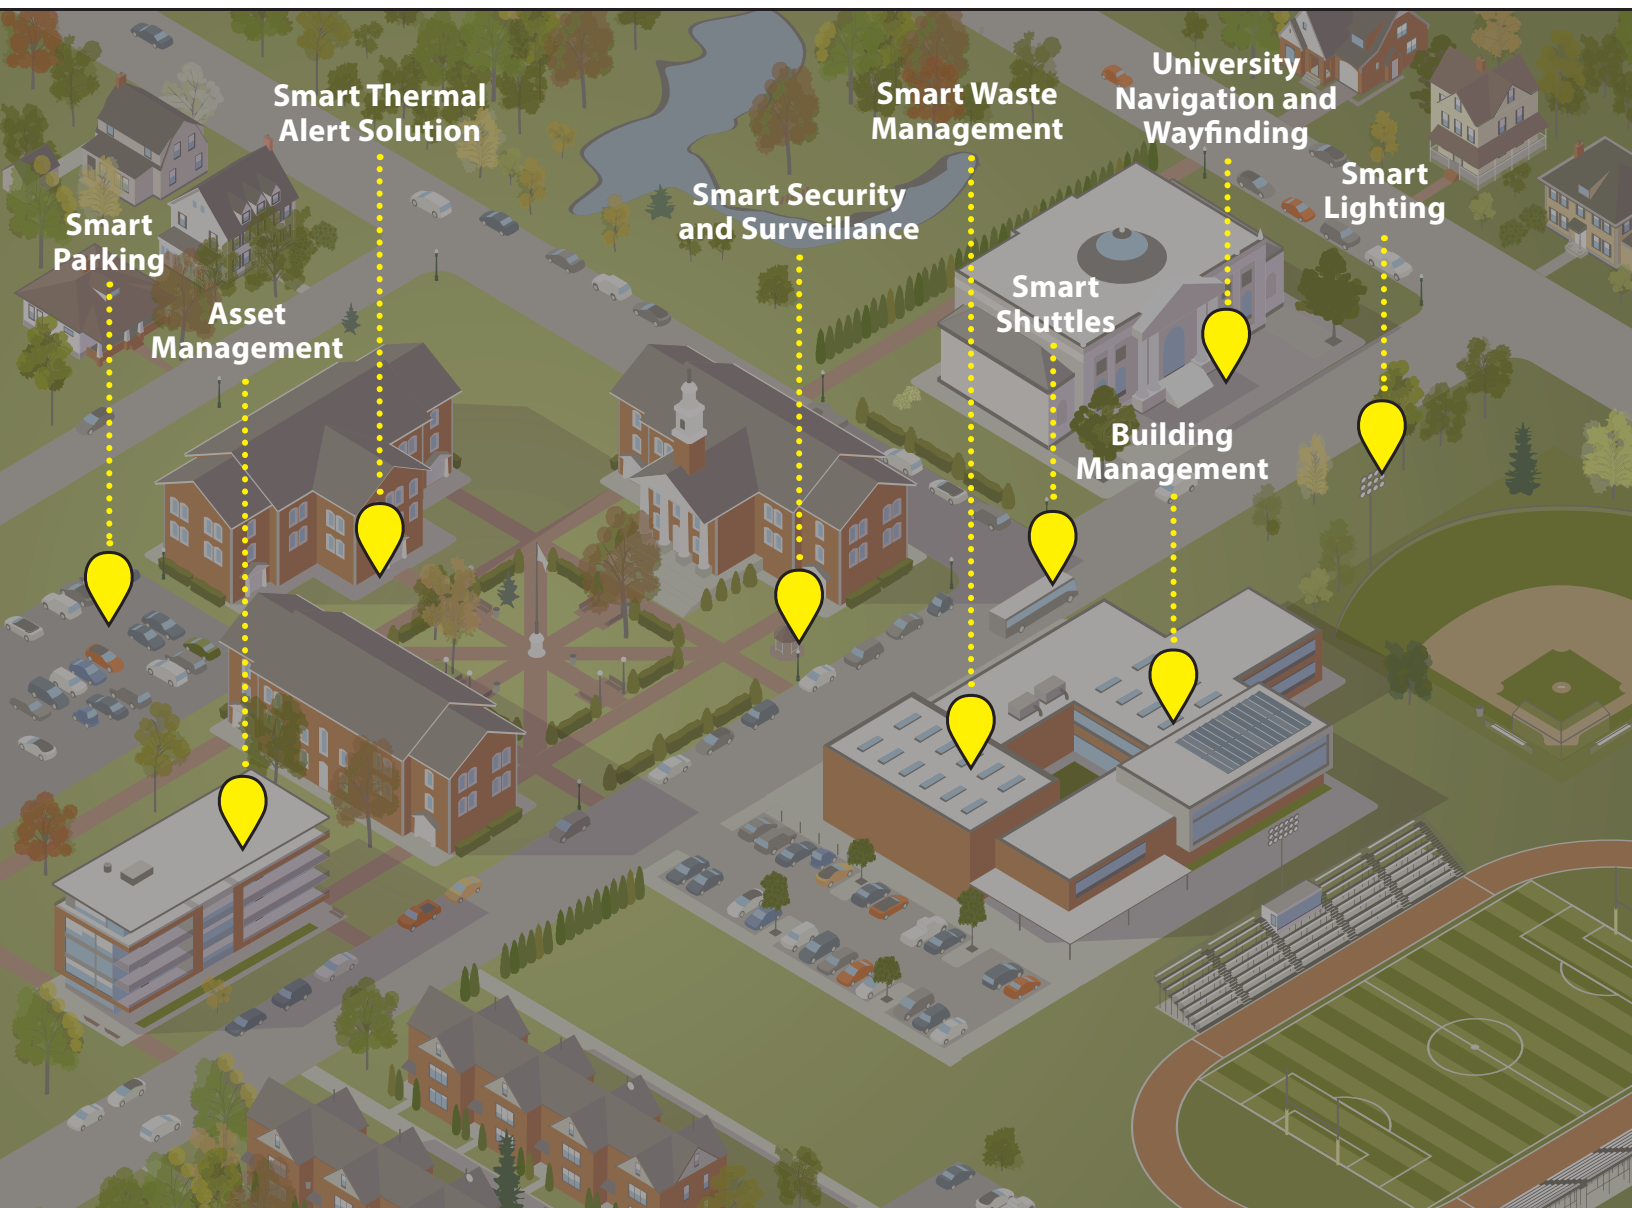 Smart Thermal
Alert Solution
Smart Waste
Management
University
Navigation and
Wayfinding
Smart Security
and Surveillance
Smart
Lighting
Smart
Parking
Asset
Management
Smart
Shuttles
Building
Management